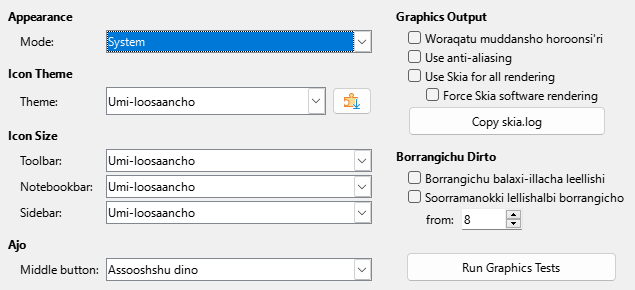 Appearance
Mode: System
Icon Theme
Theme: Umi-loosaancho
Icon Size
Toolbar: Umi-loosaancho
Notebookbar: Umi-loosaancho
Sidebar: Umi-loosaancho
Ajo
Middle button: Assooshshu dino
Graphics Output
Woraqatu muddansho horoonsi'ri
Use anti-aliasing
Use Skia for all rendering
Force Skia software rendering
Copy skia.log
Borrangichu Dirto
Borrangichu balaxi-illacha leellishi
Soorramanokki lellishalbi borrangicho
from: 8
Run Graphics Tests